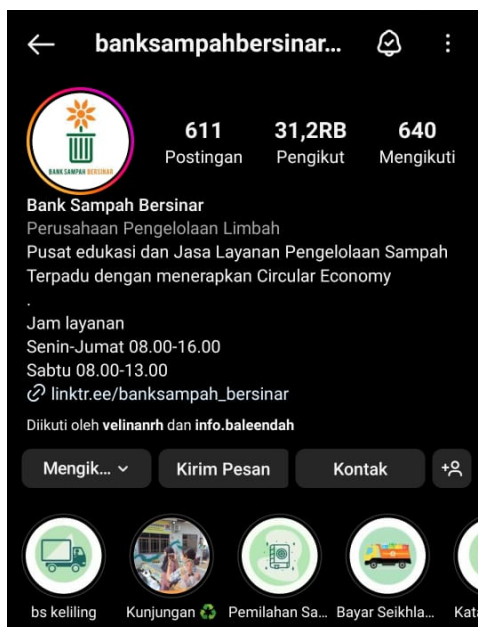 banksampahbersinar...
611 31,2RB 640
Postingan Pengikut Mengikuti
BANK SAMPAH BERSINAR
Bank Sampah Bersinar
Perusahaan Pengelolaan Limbah
Pusat edukasi dan Jasa Layanan Pengelolaan Sampah
Terpadu dengan menerapkan Circular Economy
.
Jam layanan
Senin-Jumat 08.00-16.00
Sabtu 08.00-13.00
linktr.ee/banksampah_bersinar
Diikuti oleh velinanrh dan info.baleendah
Mengik... Kirim Pesan Kontak
bs keliling Kunjungan ♻ Pemilahan Sa... Bayar Seikhla... Kata